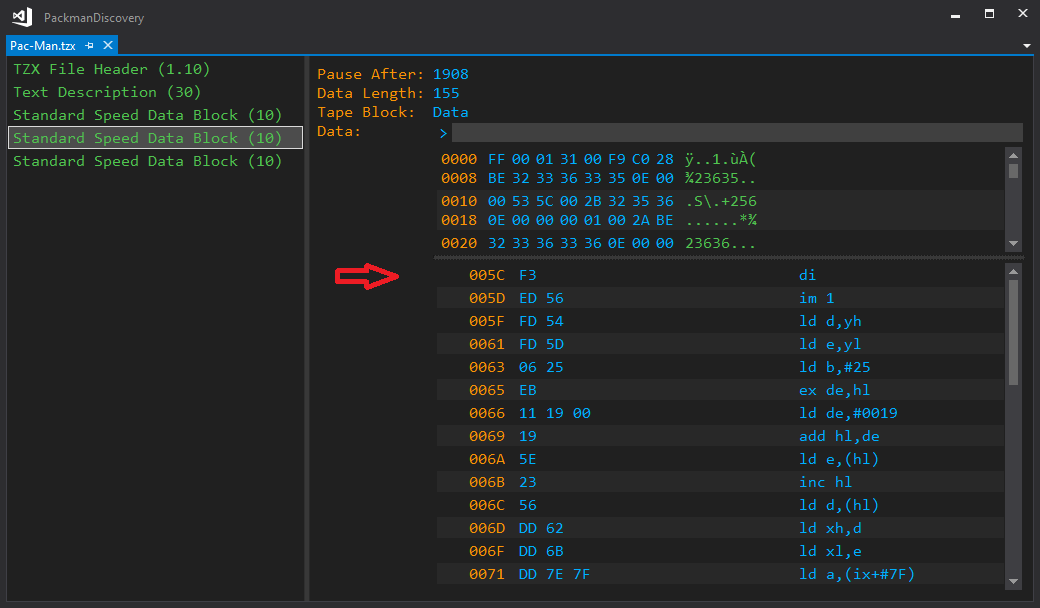 PackmanDiscovery
Pac-Man.tzx
TZX File Header (1.10)
Text Description (30)
Standard Speed Data Block (10)
Standard Speed Data Block (10)
Standard Speed Data Block (10)
Pause After: 1908
Data Length: 155
Tape Block: Data
Data: >
0000 FF 00 01 31 00 F9 C0 28 ÿ..1.ùÀ(
0008 BE 32 33 36 33 35 0E 00 ¾23635..
0010 00 53 5C 00 2B 32 35 36 .S\.+256
0018 0E 00 00 00 01 00 2A BE ......*¾
0020 32 33 36 33 36 0E 00 00 23636...
005C F3 di
005D ED 56 im 1
005F FD 54 ld d,yh
0061 FD 5D ld e,yl
0063 06 25 ld b,#25
0065 EB ex de,hl
0066 11 19 00 ld de,#0019
0069 19 add hl,de
006A 5E ld e,(hl)
006B 23 inc hl
006C 56 ld d,(hl)
006D DD 62 ld xh,d
006F DD 6B ld xl,e
0071 DD 7E 7F ld a,(ix+#7F)